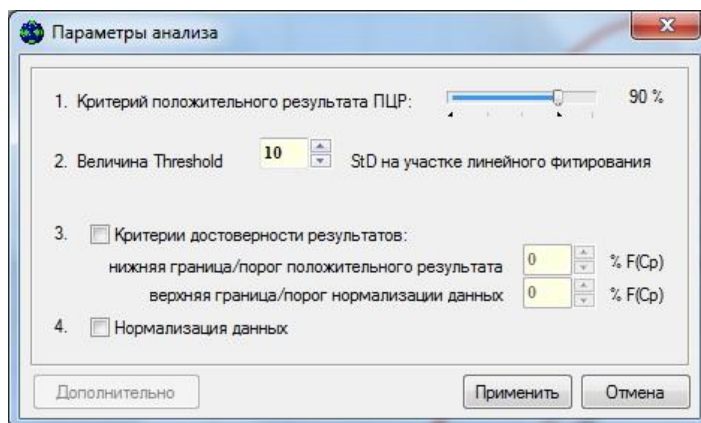 Параметры анализа
1. Критерий положительного результата ПЦР: 90 %
2. Величина Threshold 10 StD на участке линейного фитирования
3. Критерии достоверности результатов:
нижняя граница/порог положительного результата 0 % F(Cp)
верхняя граница/порог нормализации данных 0 % F(Cp)
4. Нормализация данных
Дополнительно Применить Отмена